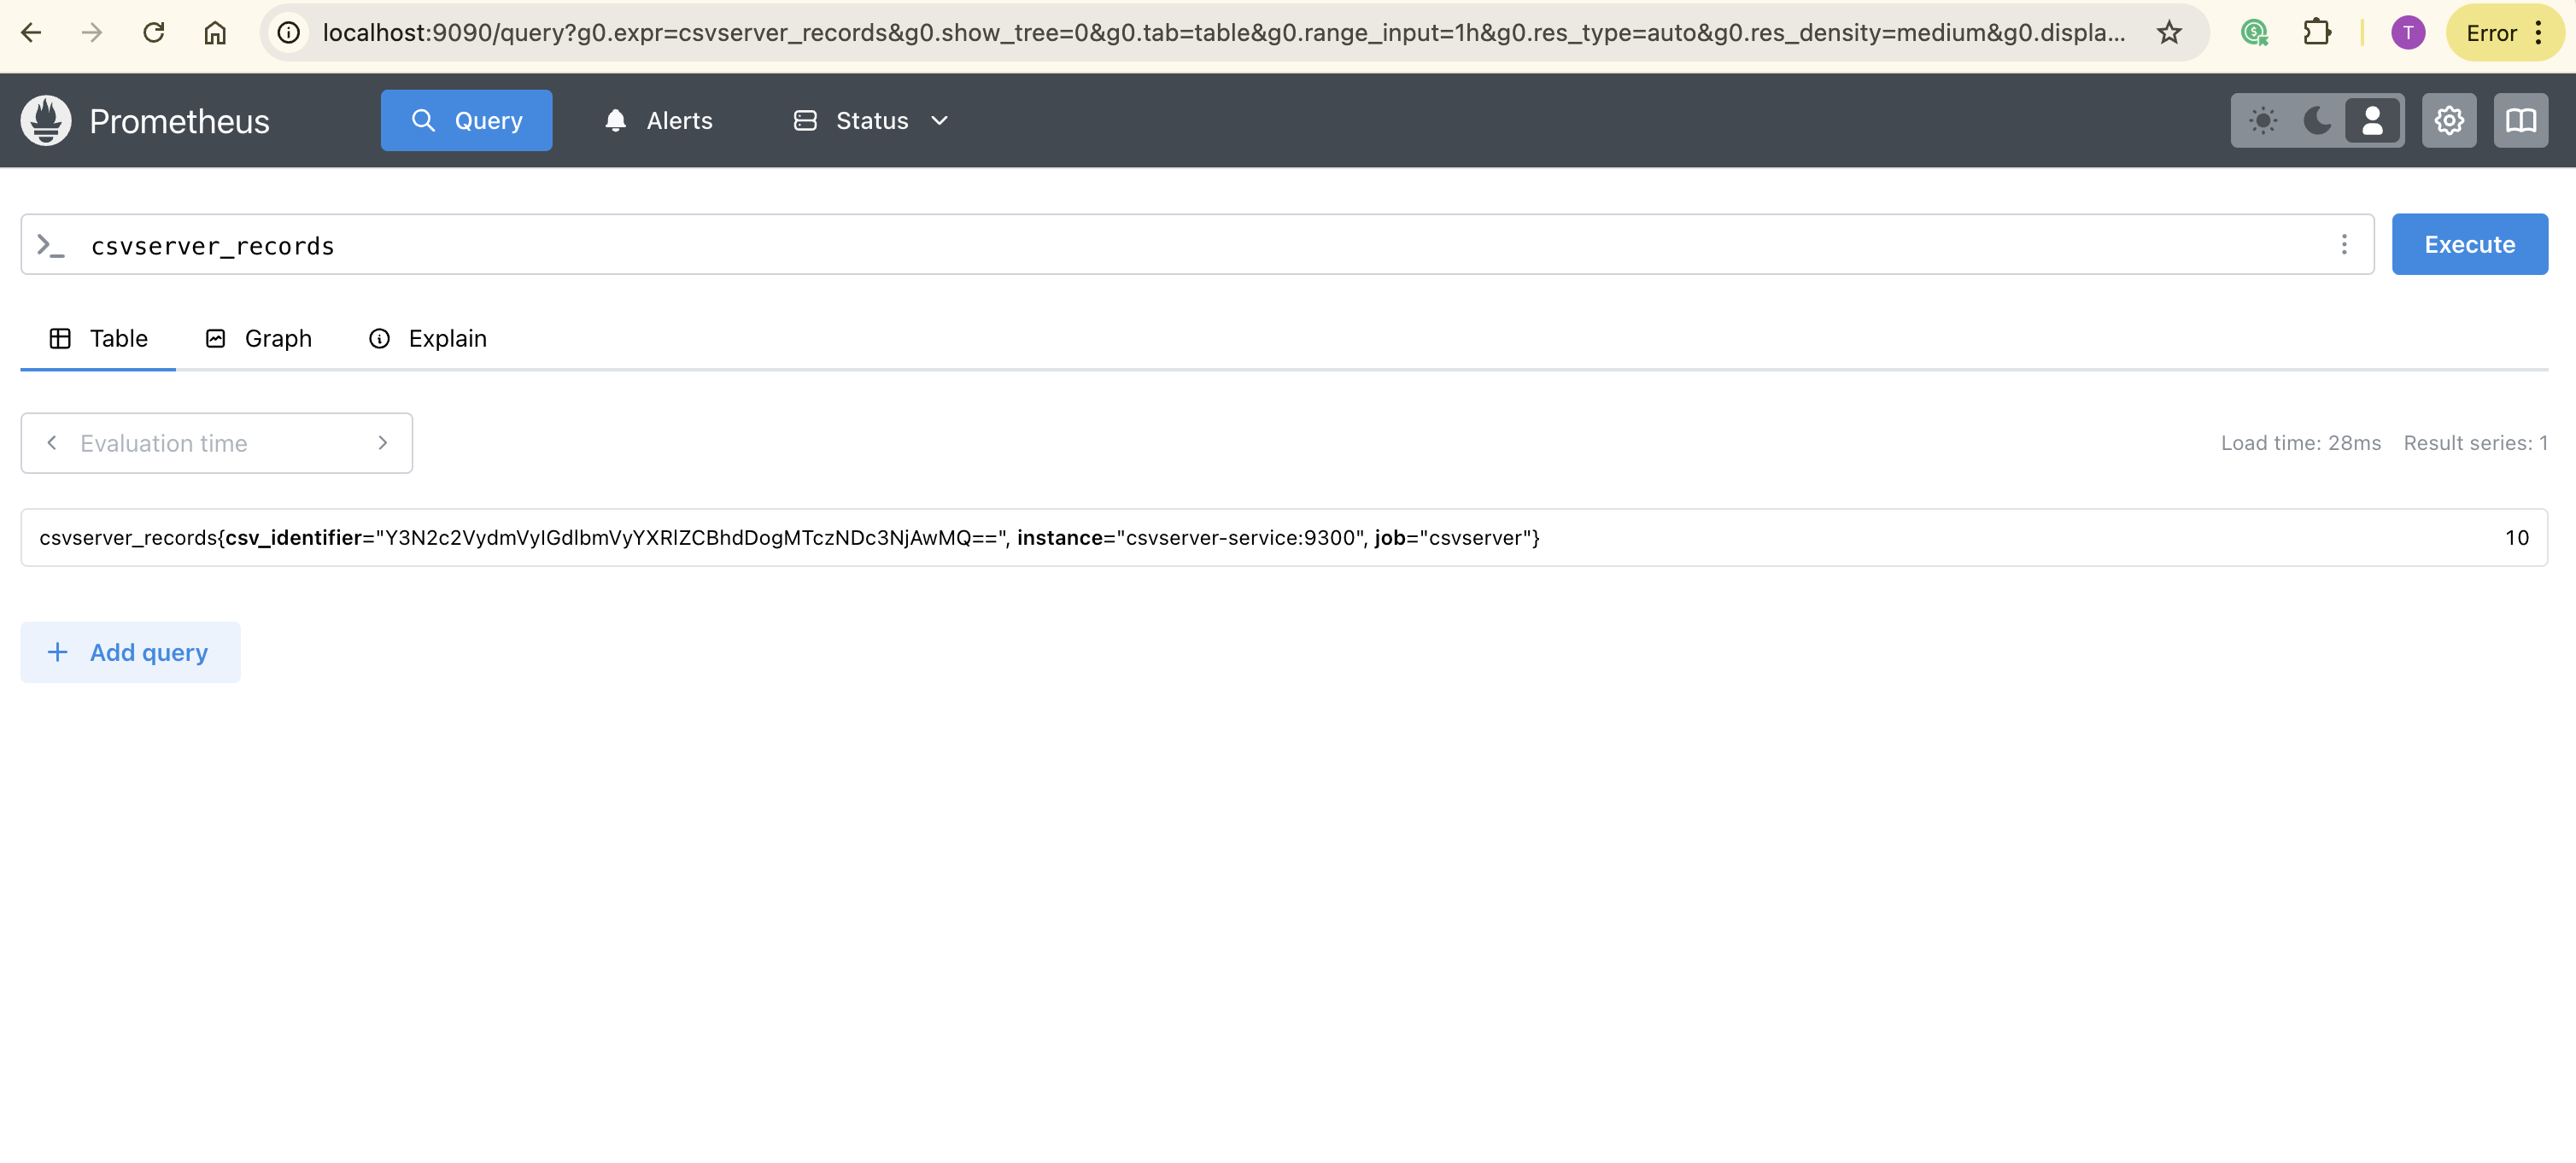 localhost:9090/query?g0.expr=csvserver_records&g0.show_tree=0&g0.tab=table&g0.range_input=1h&g0.res_type=auto&g0.res_density=medium&g0.displa...
T
Error
Prometheus
Query
Alerts
Status
csvserver_records
Execute
Table
Graph
Explain
Evaluation time
Load time: 28ms Result series: 1
csvserver_records{csv_identifier="Y3N2c2VydmVyIGdlbmVyYXRlZCBhdDogMTczNDc3NjAwMQ==", instance="csvserver-service:9300", job="csvserver"} 10
Add query